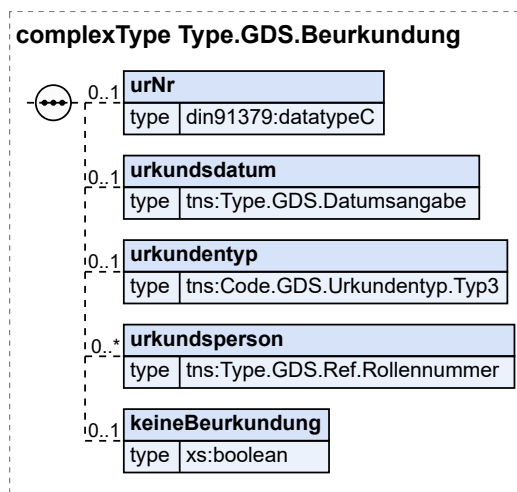 complexType Type.GDS.Beurkundung
0..1 urNr
type din91379:datatypeC
0..1 urkundsdatum
type tns:Type.GDS.Datumsangabe
0..1 urkundentyp
type tns:Code.GDS.Urkundentyp.Typ3
0..* urkundsperson
type tns:Type.GDS.Ref.Rollennummer
0..1 keineBeurkundung
type xs:boolean